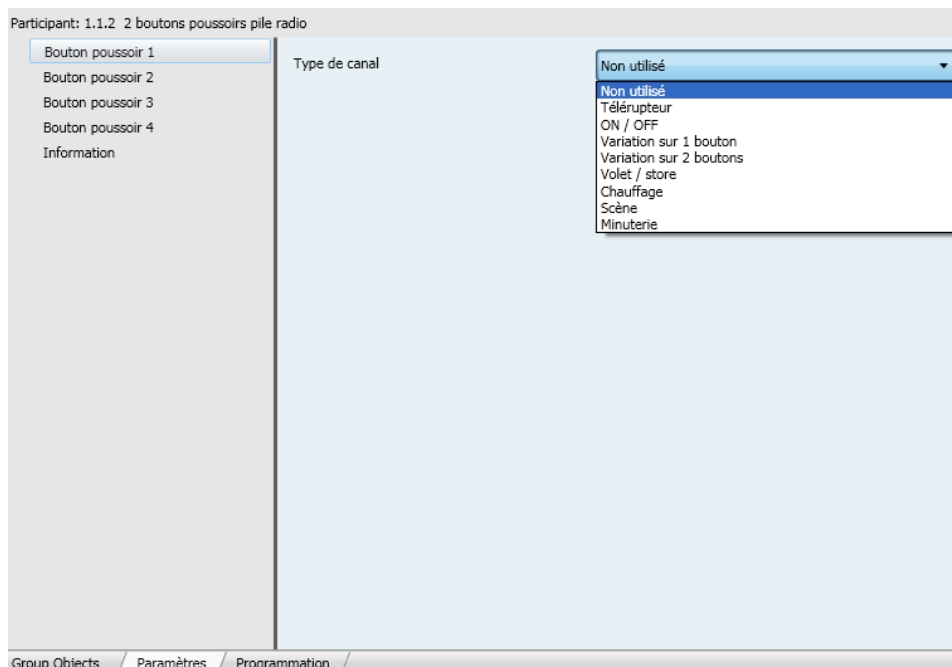 Participant: 1.1.2 2 boutons poussoirs pile radio
Bouton poussoir 1
Bouton poussoir 2
Bouton poussoir 3
Bouton poussoir 4
Information
Type de canal
Non utilisé
Non utilisé
Télérupteur
ON / OFF
Variation sur 1 bouton
Variation sur 2 boutons
Volet / store
Chauffage
Scène
Minuterie
Group Objects
Paramètres
Programmation